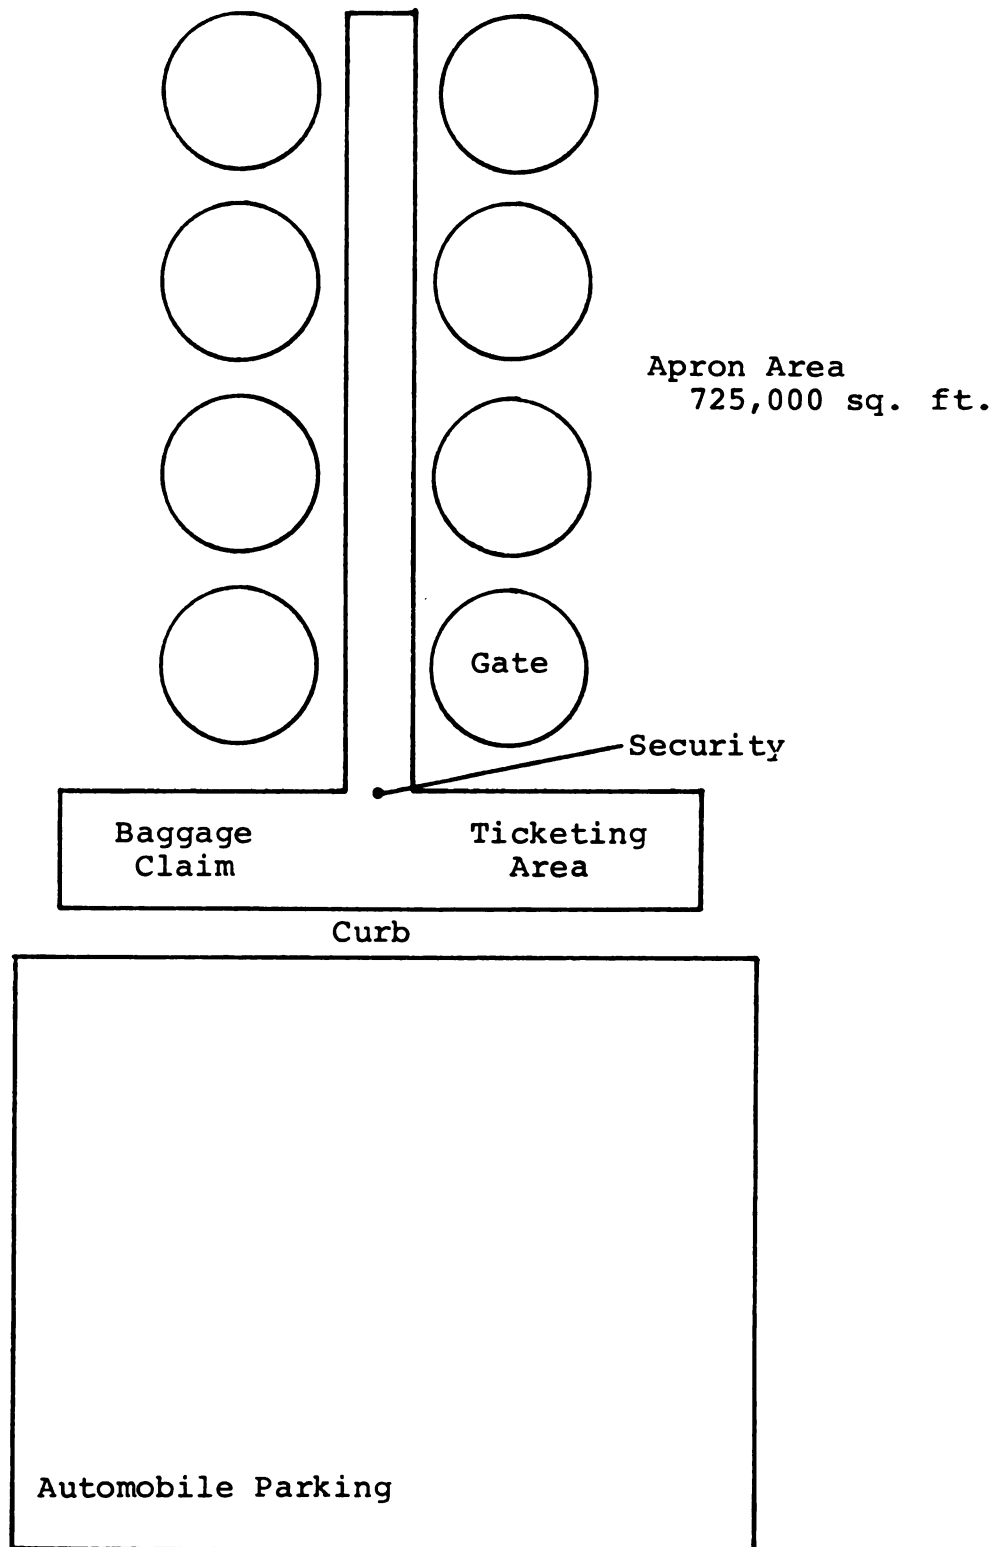 Apron Area
725,000 sq. ft.
Gate
Security
Baggage
Claim
Ticketing
Area
Curb
Automobile Parking